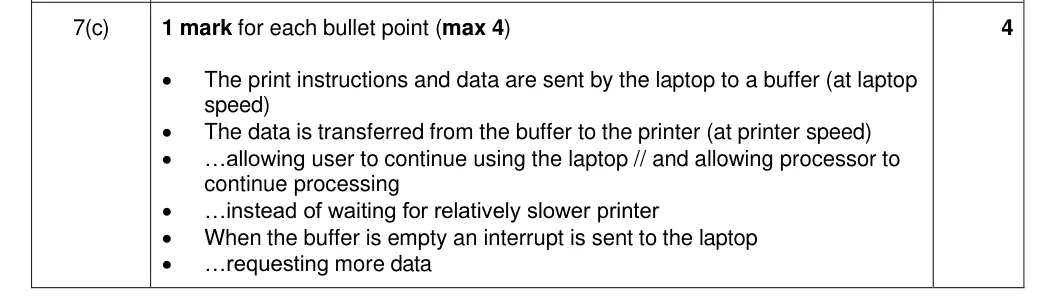 7(c) 1 mark for each bullet point (max 4) 4
• The print instructions and data are sent by the laptop to a buffer (at laptop
speed)
• The data is transferred from the buffer to the printer (at printer speed)
• …allowing user to continue using the laptop // and allowing processor to
continue processing
• …instead of waiting for relatively slower printer
• When the buffer is empty an interrupt is sent to the laptop
• …requesting more data